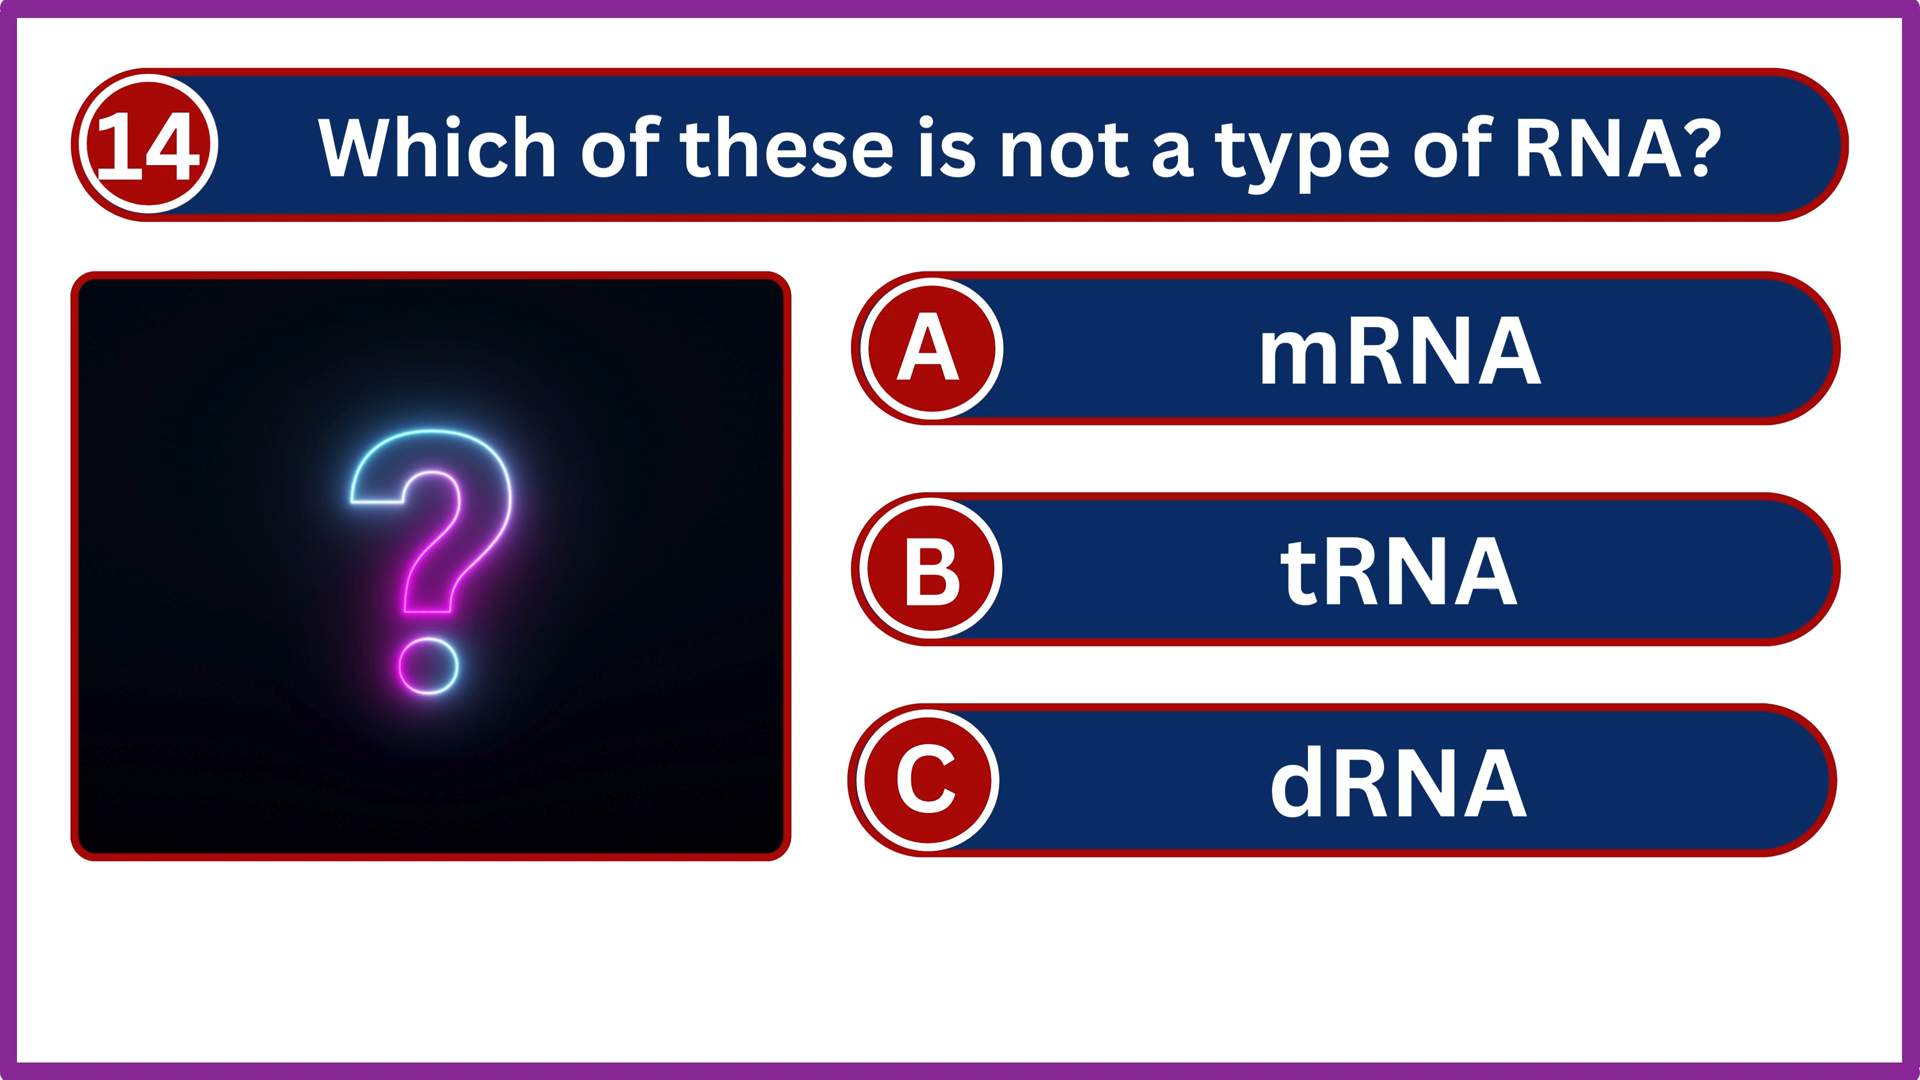 14 Which of these is not a type of RNA?
A mRNA
B tRNA
C dRNA